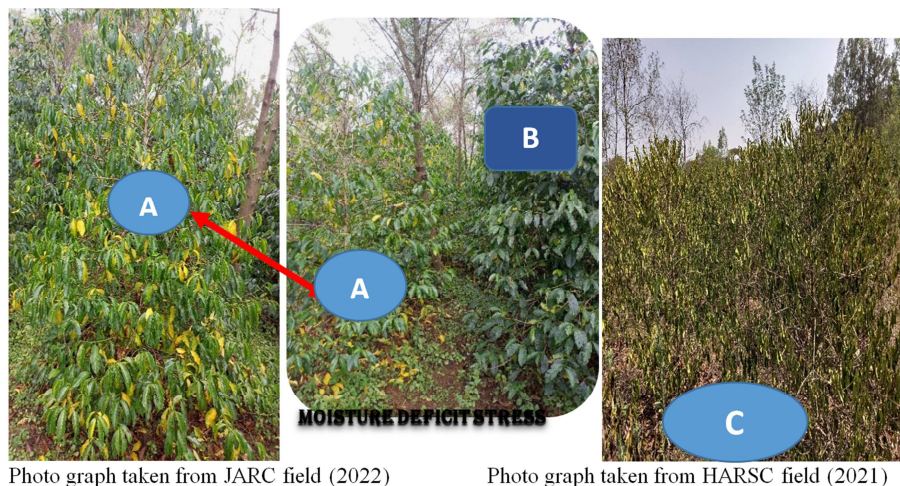 A
A
B
MOISTURE DEFICIT STRESS
C
Photo graph taken from JARC field (2022)
Photo graph taken from HARSC field (2021)